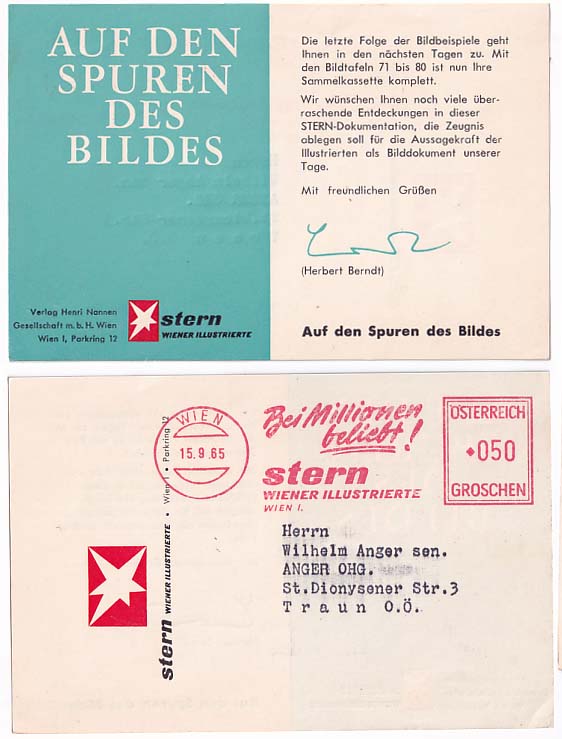 AUF DEN
SPUREN
DES
BILDES
Verlag Henri Nannen
Gesellschaft m. b. H. Wien
Wien I, Parkring 12
stern
WIENER ILLUSTRIERTE
Die letzte Folge der Bildbeispiele geht
Ihnen in den nächsten Tagen zu. Mit
den Bildtafeln 71 bis 80 ist nun Ihre
Sammelkassette komplett.
Wir wünschen Ihnen noch viele über-
raschende Entdeckungen in dieser
STERN-Dokumentation, die Zeugnis
ablegen soll für die Aussagekraft der
Illustrierten als Bilddokument unserer
Tage.
Mit freundlichen Grüßen
(Herbert Berndt)
Auf den Spuren des Bildes
stern WIENER ILLUSTRIERTE • Wien I • Parkring 12
WIEN
15.9.65
Bei Millionen
beliebt!
stern
WIENER ILLUSTRIERTE
WIEN I.
ÖSTERREICH
050
GROSCHEN
Herrn
Wilhelm Anger sen.
ANGER OHG.
St.Dionysener Str.3
Traun O.Ö.